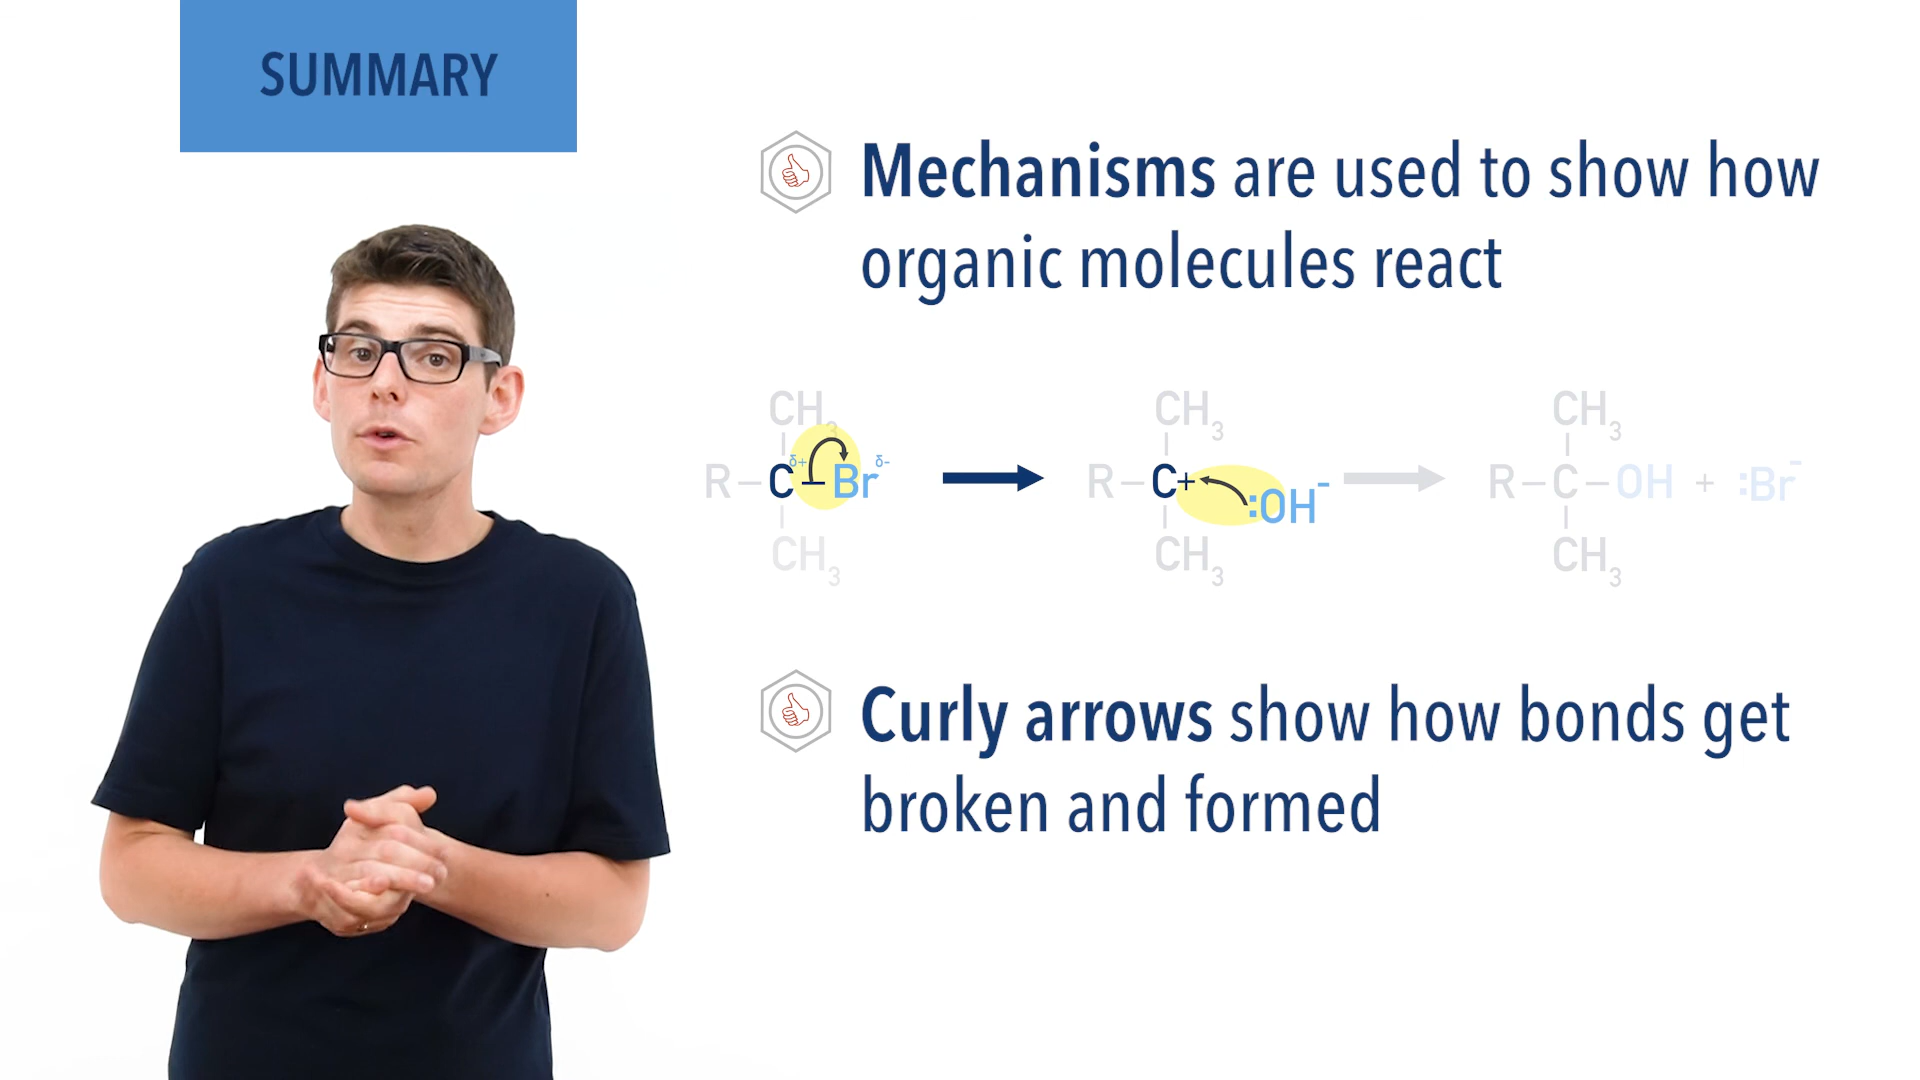 SUMMARY
Mechanisms are used to show how
organic molecules react
CH₃ CH₃ CH₃
R–C^δ+–Br^δ- R–C+ :OH⁻ R–C–OH + :Br⁻
CH₃ CH₃ CH₃
Curly arrows show how bonds get
broken and formed